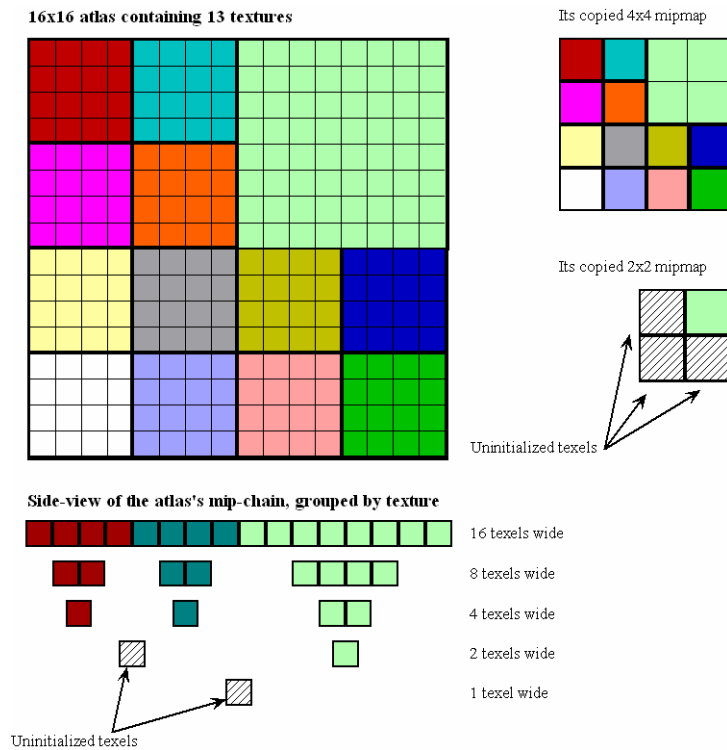 16x16 atlas containing 13 textures
Its copied 4x4 mipmap
Its copied 2x2 mipmap
Uninitialized texels
Side-view of the atlas's mip-chain, grouped by texture
16 texels wide
8 texels wide
4 texels wide
2 texels wide
1 texel wide
Uninitialized texels